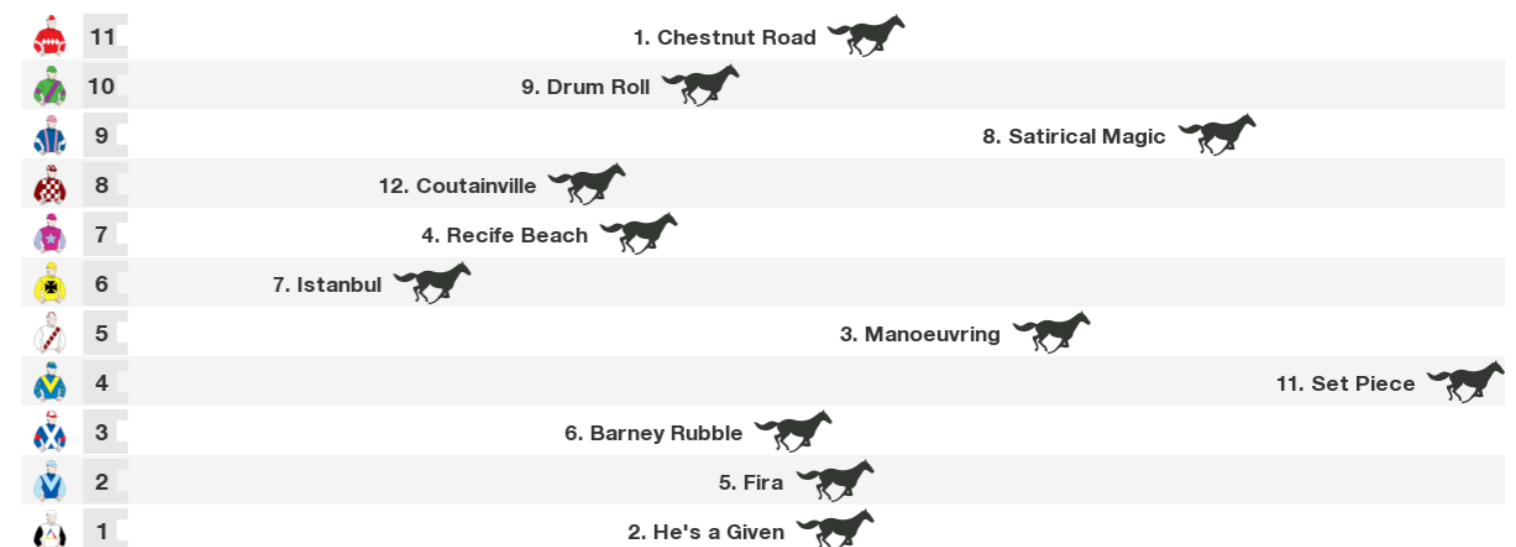 11 1. Chestnut Road
10 9. Drum Roll
9 8. Satirical Magic
8 12. Coutainville
7 4. Recife Beach
6 7. Istanbul
5 3. Manoeuvring
4 11. Set Piece
3 6. Barney Rubble
2 5. Fira
1 2. He's a Given